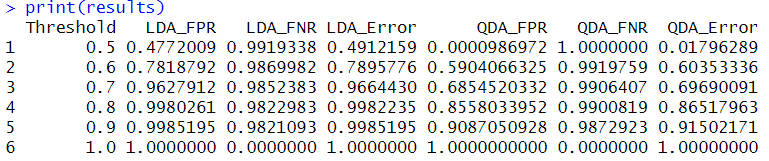 > print(results)
Threshold LDA_FPR LDA_FNR LDA_Error QDA_FPR QDA_FNR QDA_Error
1 0.5 0.4772009 0.9919338 0.4912159 0.0000986972 1.0000000 0.01796289
2 0.6 0.7818792 0.9869982 0.7895776 0.5904066325 0.9919759 0.60353336
3 0.7 0.9627912 0.9852383 0.9664430 0.6854520332 0.9906407 0.69690091
4 0.8 0.9980261 0.9822983 0.9982235 0.8558033952 0.9900819 0.86517963
5 0.9 0.9985195 0.9821093 0.9985195 0.9087050928 0.9872923 0.91502171
6 1.0 1.0000000 0.0000000 1.0000000 1.0000000000 0.0000000 1.00000000